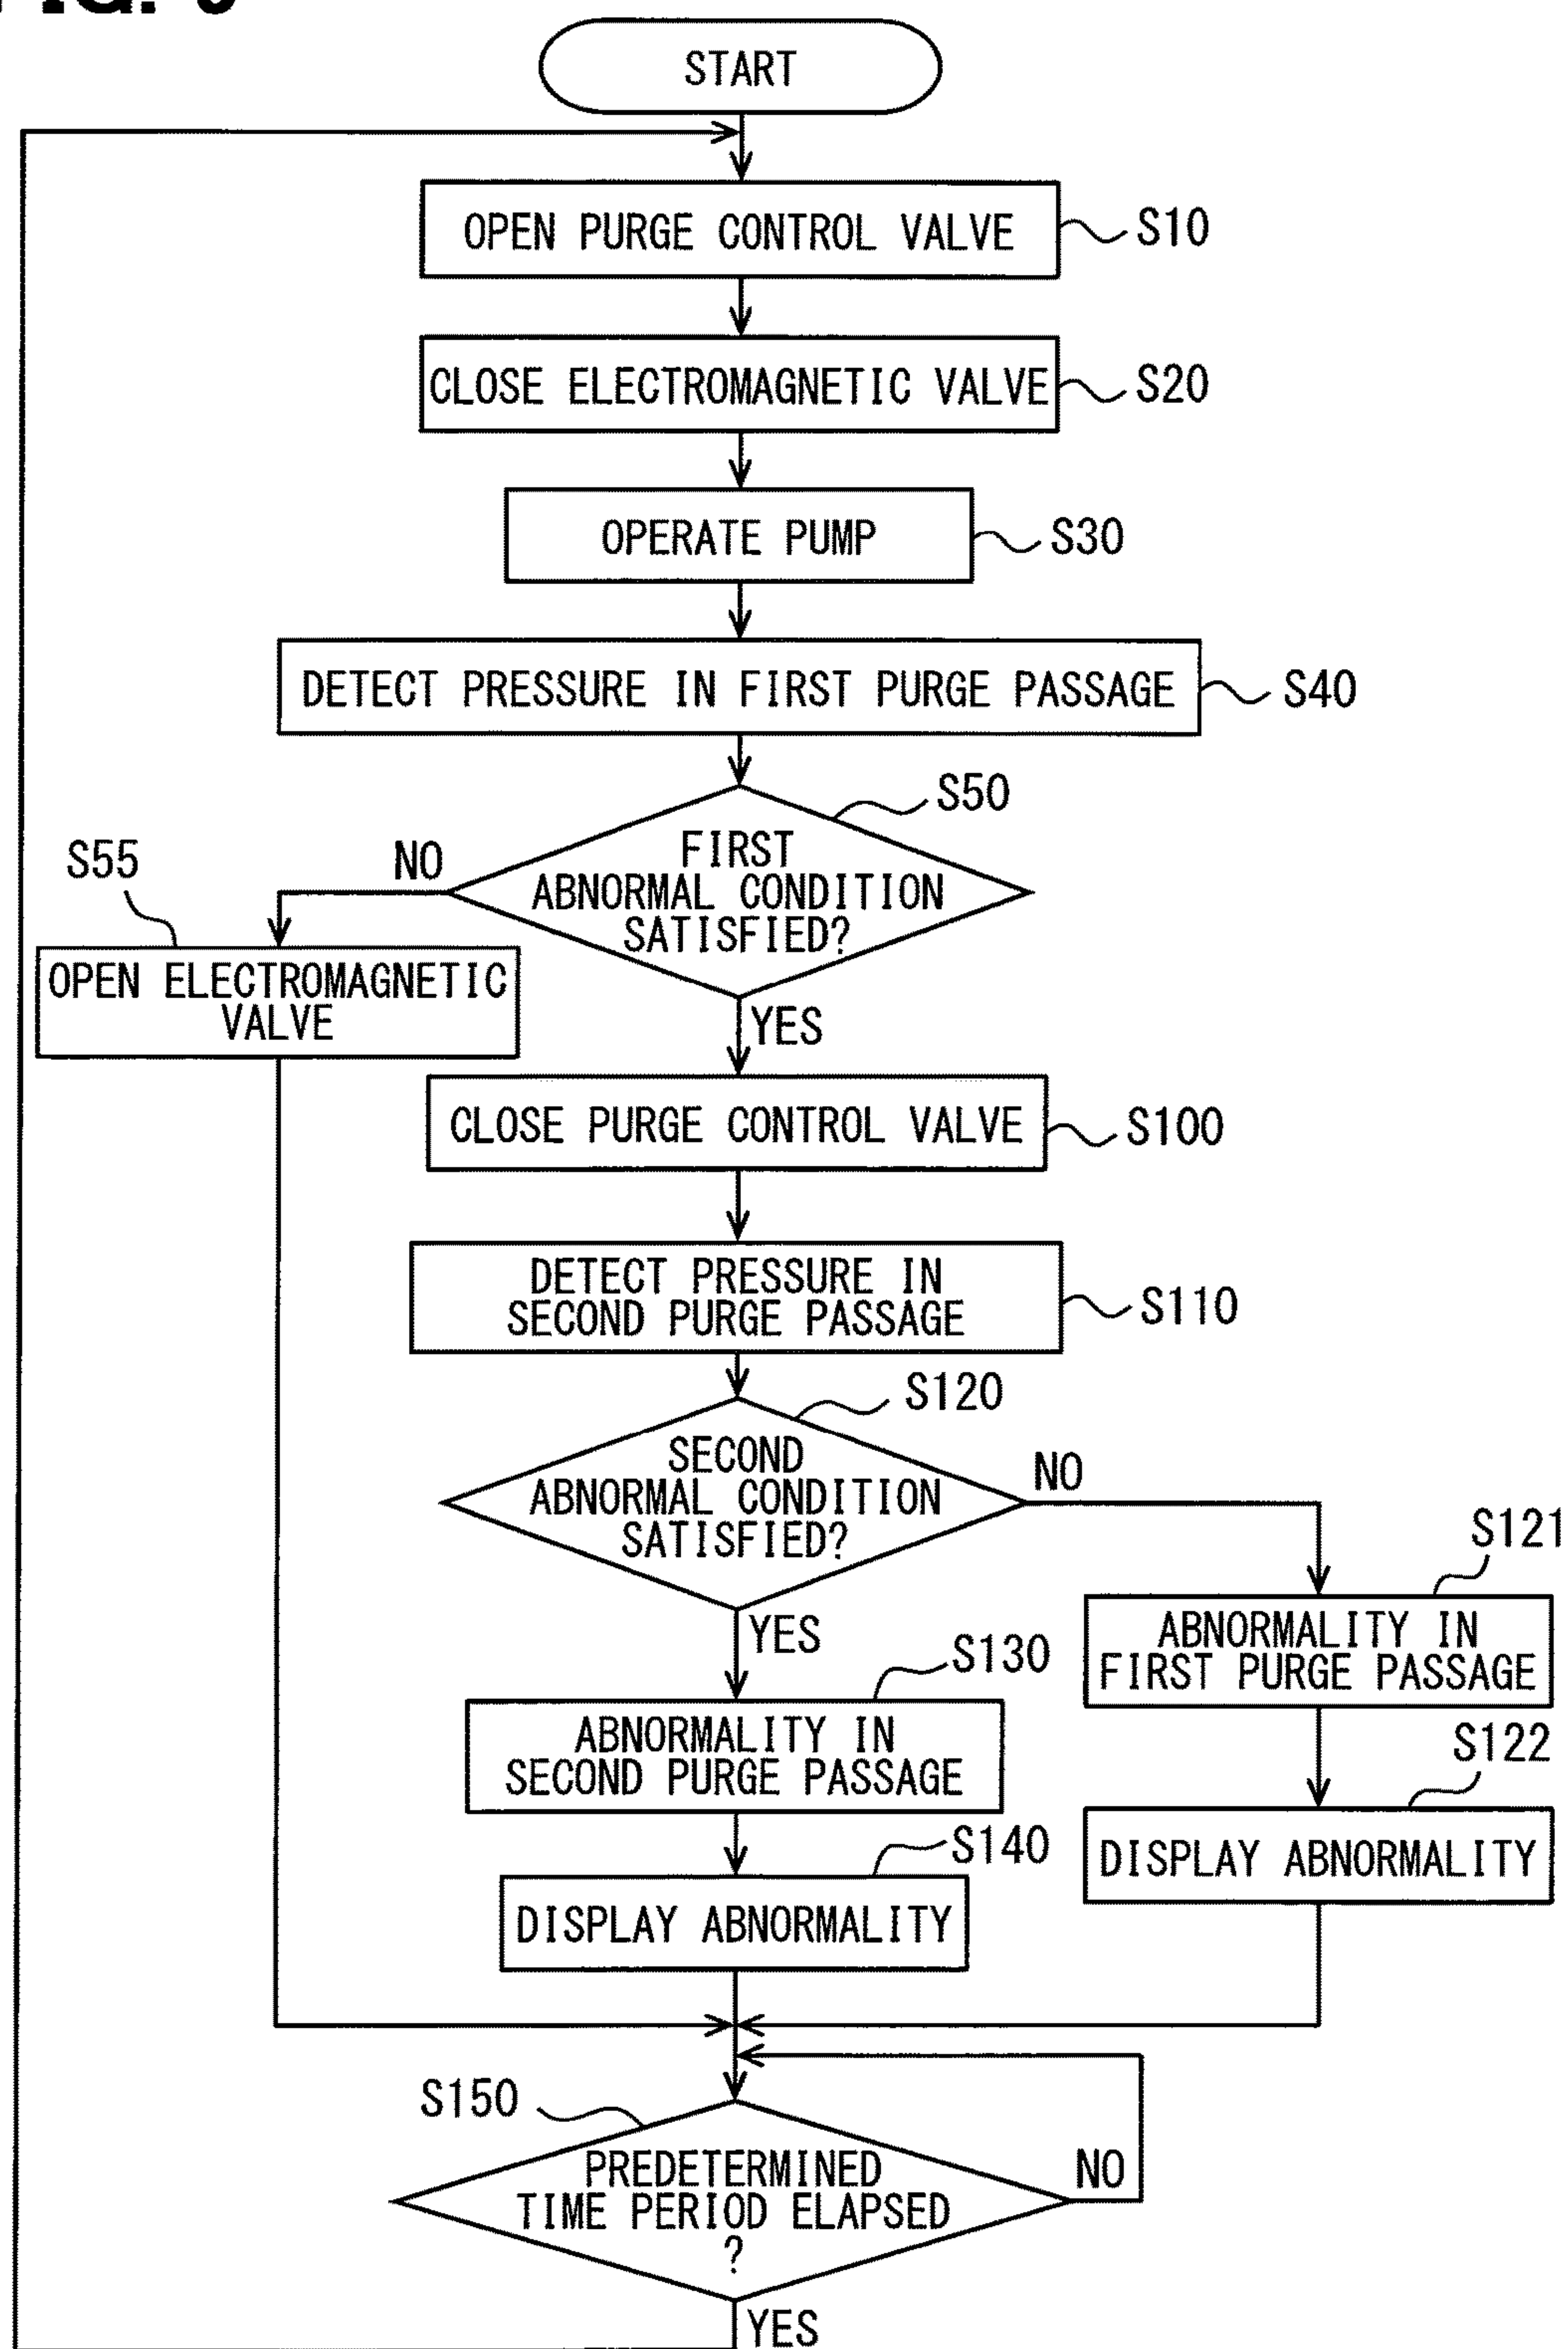 START
OPEN PURGE CONTROL VALVE
S10
CLOSE ELECTROMAGNETIC VALVE
S20
OPERATE PUMP
S30
DETECT PRESSURE IN FIRST PURGE PASSAGE
S40
S50
FIRST
ABNORMAL CONDITION
SATISFIED?
NO
S55
OPEN ELECTROMAGNETIC
VALVE
YES
CLOSE PURGE CONTROL VALVE
S100
DETECT PRESSURE IN
SECOND PURGE PASSAGE
S110
S120
SECOND
ABNORMAL CONDITION
SATISFIED?
NO
S121
ABNORMALITY IN
FIRST PURGE PASSAGE
YES
S130
ABNORMALITY IN
SECOND PURGE PASSAGE
S122
DISPLAY ABNORMALITY
S140
DISPLAY ABNORMALITY
S150
PREDETERMINED
TIME PERIOD ELAPSED
?
NO
YES